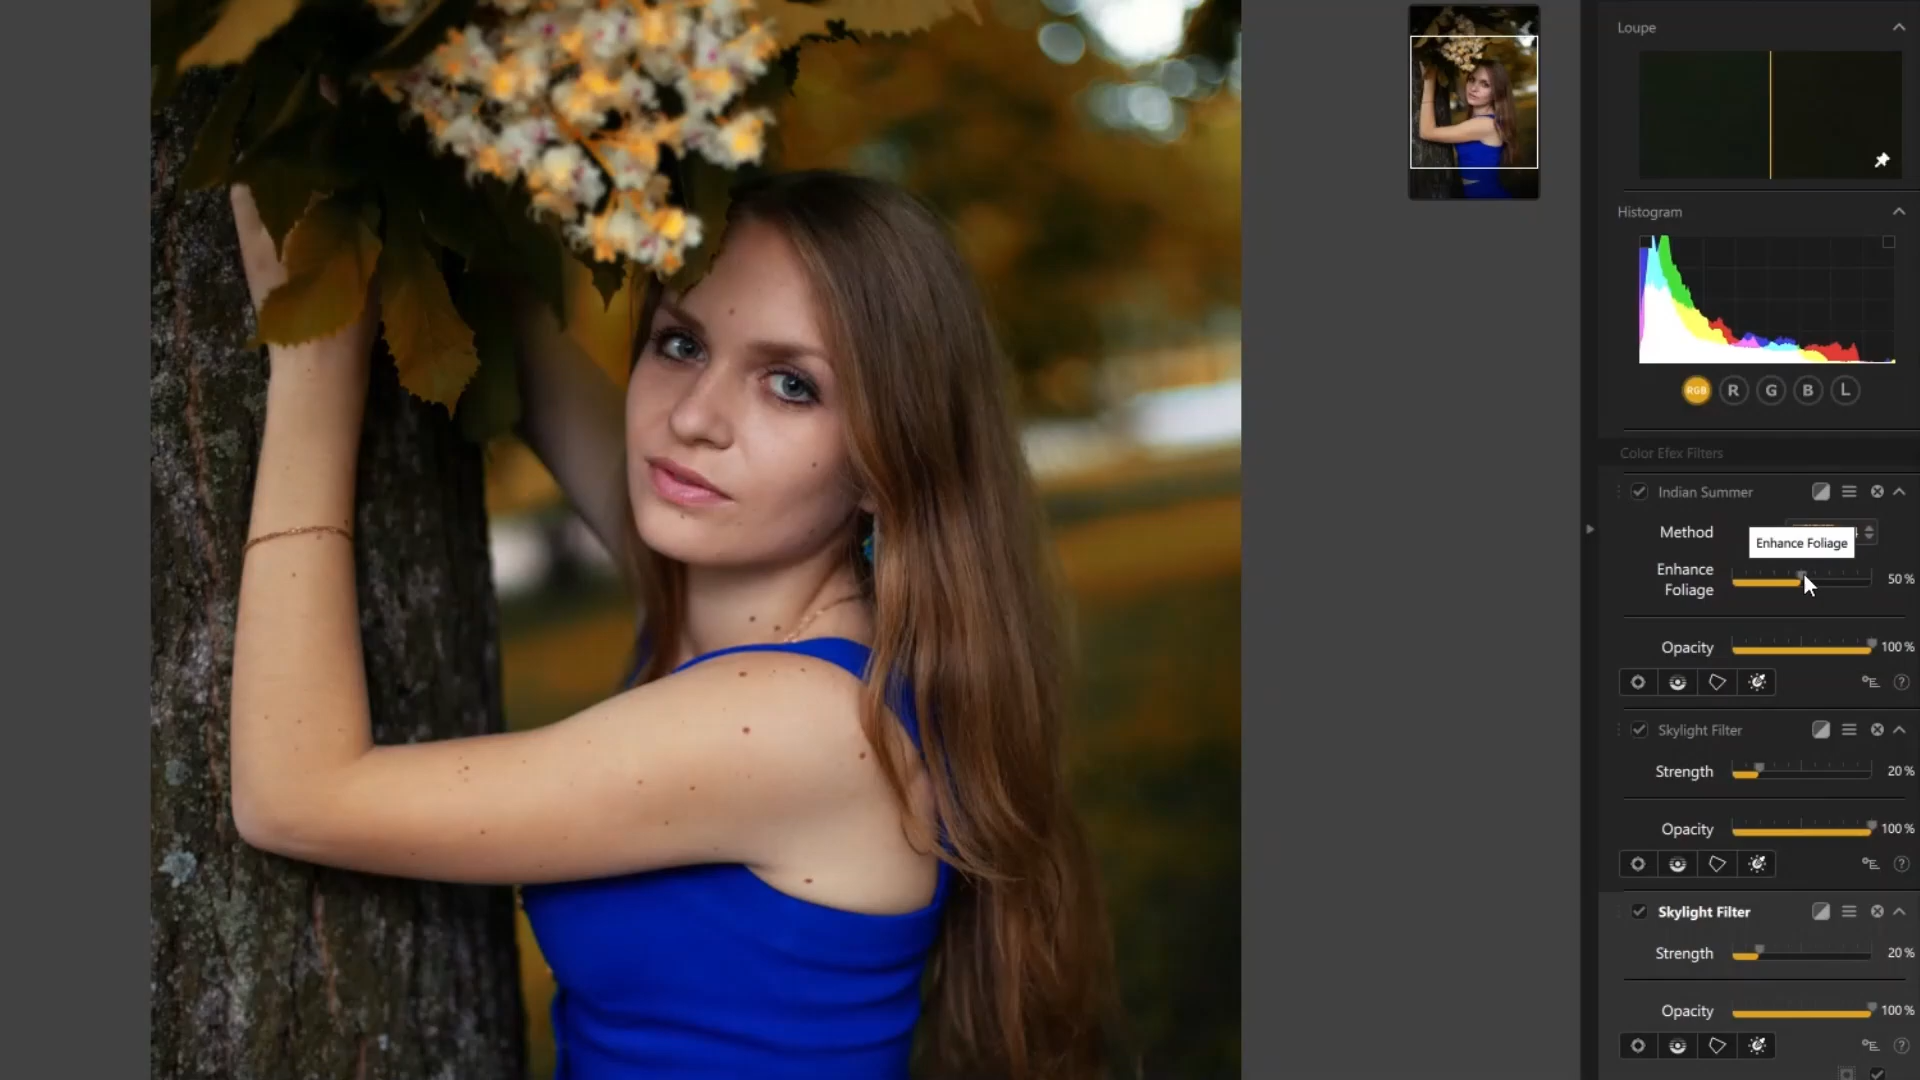 Loupe
Histogram
RGB R G B L
Color Efex Filters
Indian Summer
Method
Enhance Foliage
Enhance
Foliage
50 %
Opacity 100 %
Skylight Filter
Strength 20 %
Opacity 100 %
Skylight Filter
Strength 20 %
Opacity 100 %